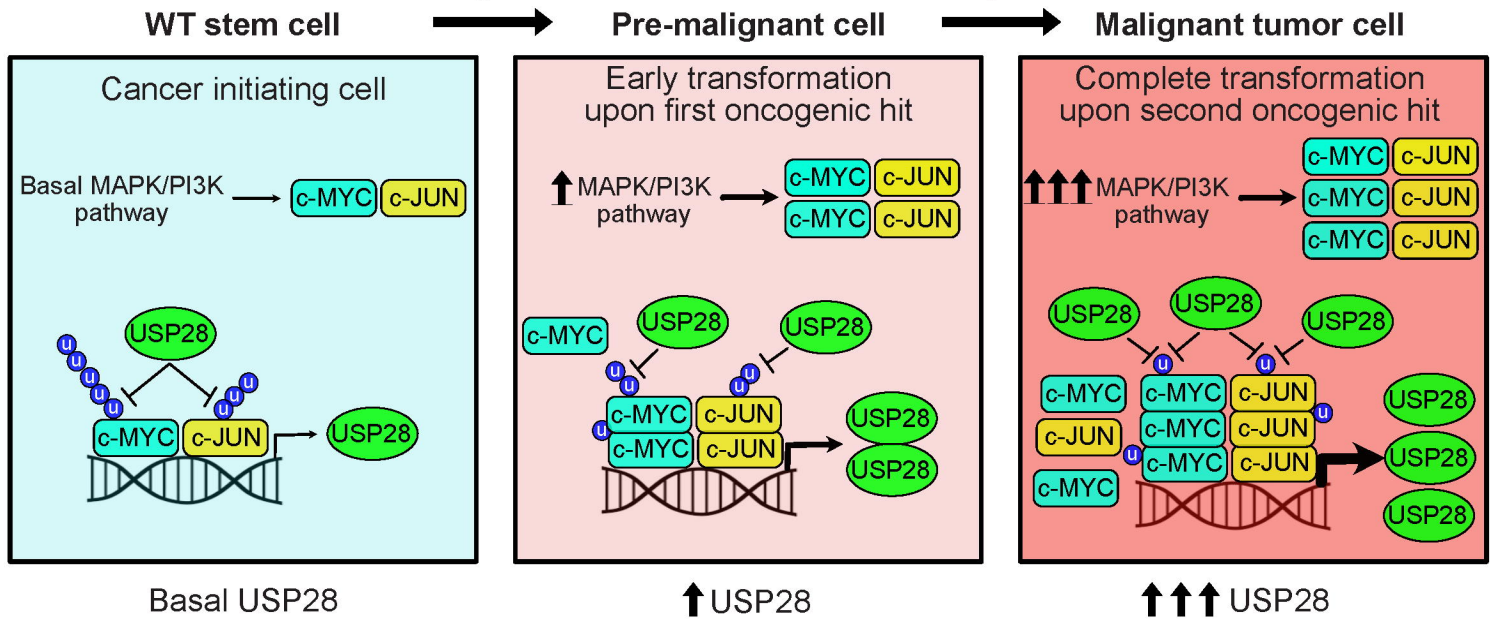 WT stem cell
Pre-malignant cell
Malignant tumor cell
Cancer initiating cell
Basal MAPK/PI3K
pathway
c-MYC
c-JUN
USP28
u
u
u
u
u
u
u
u
c-MYC
c-JUN
USP28
Basal USP28
Early transformation
upon first oncogenic hit
MAPK/PI3K
pathway
c-MYC
c-JUN
c-MYC
c-JUN
c-MYC
USP28
USP28
u
u
u
u
u
c-MYC
c-JUN
c-MYC
c-JUN
USP28
USP28
USP28
Complete transformation
upon second oncogenic hit
MAPK/PI3K
pathway
c-MYC
c-JUN
c-MYC
c-JUN
c-MYC
c-JUN
USP28
USP28
USP28
u
u
c-MYC
c-JUN
c-MYC
c-MYC
c-JUN
c-MYC
c-JUN
c-MYC
c-JUN
u
u
USP28
USP28
USP28
USP28